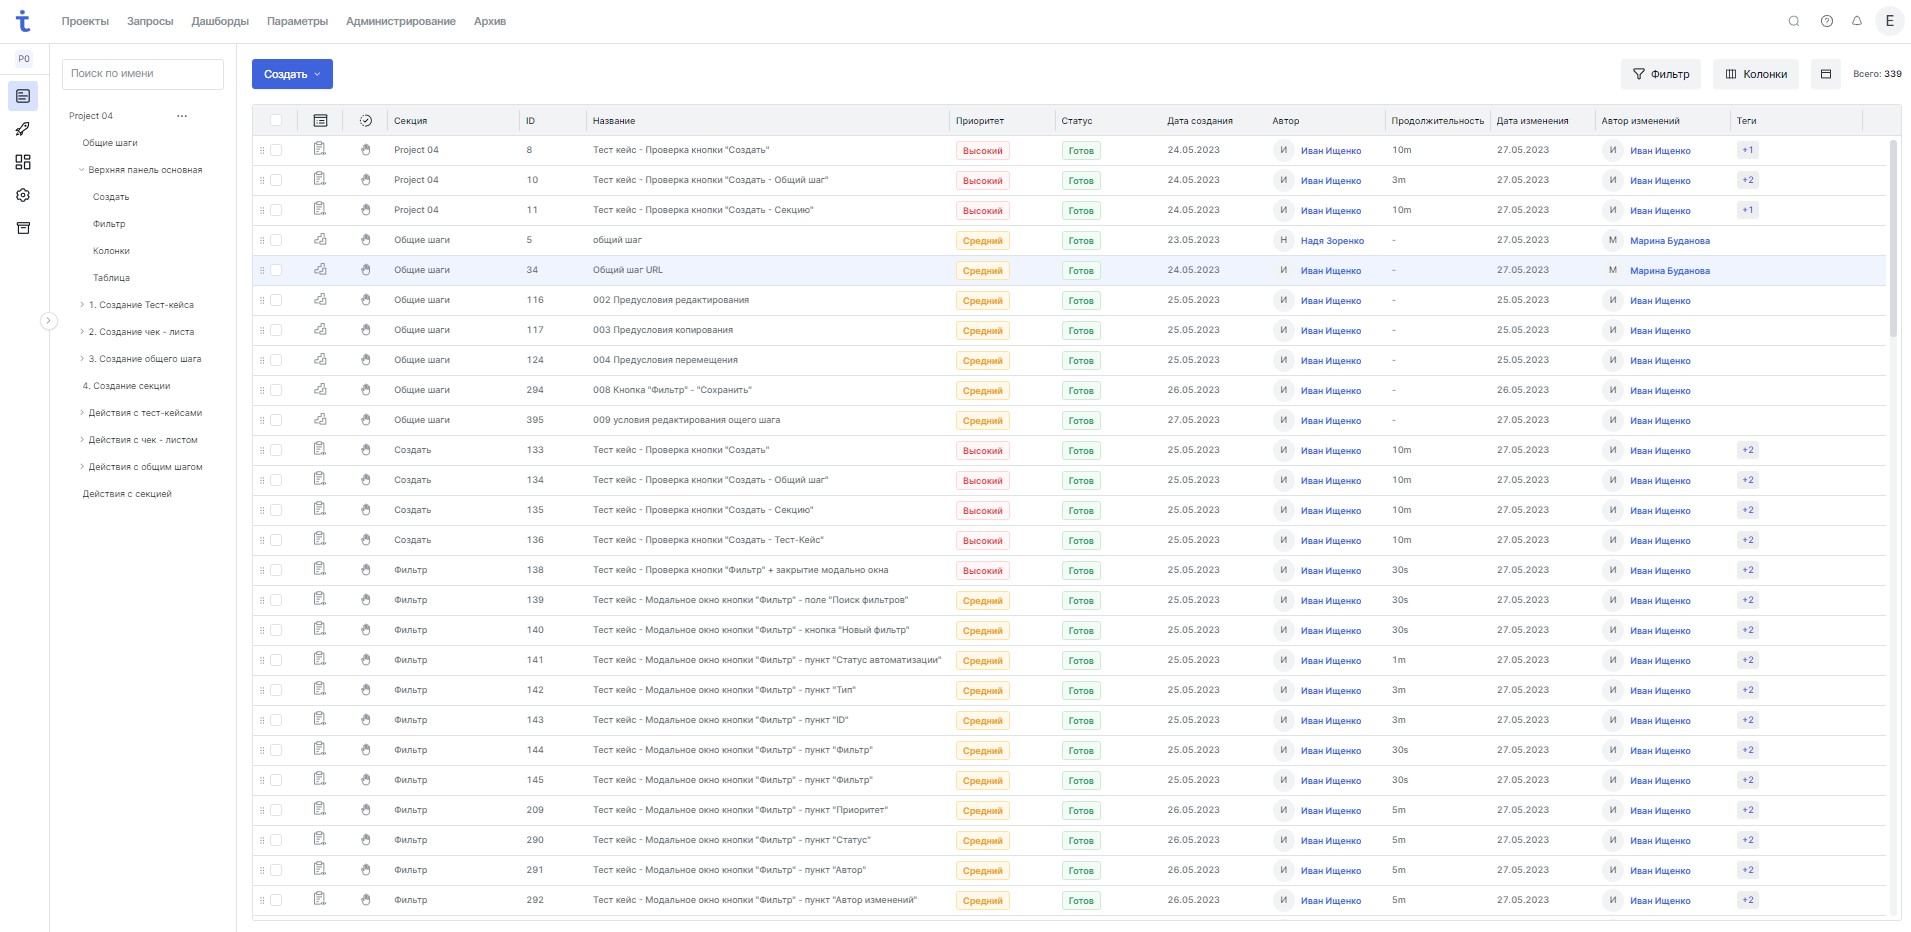 Проекты Запросы Дашборды Параметры Администрирование Архив E
P0
Поиск по имени
Создать
Фильтр Колонки Всего: 339
Project 04 ...
Общие шаги
Верхняя панель основная
Создать
Фильтр
Колонки
Таблица
1. Создание Тест-кейса
2. Создание чек - листа
3. Создание общего шага
4. Создание секции
Действия с тест-кейсами
Действия с чек - листом
Действия с общим шагом
Действия с секцией
Секция ID Название Приоритет Статус Дата создания Автор Продолжительность Дата изменения Автор изменений Теги
Project 04 8 Тест кейс - Проверка кнопки "Создать" Высокий Готов 24.05.2023 И Иван Ищенко 10m 27.05.2023 И Иван Ищенко +1
Project 04 10 Тест кейс - Проверка кнопки "Создать - Общий шаг" Высокий Готов 24.05.2023 И Иван Ищенко 3m 27.05.2023 И Иван Ищенко +2
Project 04 11 Тест кейс - Проверка кнопки "Создать - Секцию" Высокий Готов 24.05.2023 И Иван Ищенко 10m 27.05.2023 И Иван Ищенко +1
Общие шаги 5 общий шаг Средний Готов 23.05.2023 Н Надя Зоренко - 27.05.2023 М Марина Буданова
Общие шаги 34 Общий шаг URL Средний Готов 24.05.2023 И Иван Ищенко - 27.05.2023 М Марина Буданова
Общие шаги 116 002 Предусловия редактирования Средний Готов 25.05.2023 И Иван Ищенко - 25.05.2023 И Иван Ищенко
Общие шаги 117 003 Предусловия копирования Средний Готов 25.05.2023 И Иван Ищенко - 25.05.2023 И Иван Ищенко
Общие шаги 124 004 Предусловия перемещения Средний Готов 25.05.2023 И Иван Ищенко - 25.05.2023 И Иван Ищенко
Общие шаги 294 008 Кнопка "Фильтр" - "Сохранить" Средний Готов 26.05.2023 И Иван Ищенко - 26.05.2023 И Иван Ищенко
Общие шаги 395 009 условия редактирования ощего шага Средний Готов 27.05.2023 И Иван Ищенко - 27.05.2023 И Иван Ищенко
Создать 133 Тест кейс - Проверка кнопки "Создать" Высокий Готов 25.05.2023 И Иван Ищенко 10m 27.05.2023 И Иван Ищенко +2
Создать 134 Тест кейс - Проверка кнопки "Создать - Общий шаг" Высокий Готов 25.05.2023 И Иван Ищенко 10m 27.05.2023 И Иван Ищенко +2
Создать 135 Тест кейс - Проверка кнопки "Создать - Секцию" Высокий Готов 25.05.2023 И Иван Ищенко 10m 27.05.2023 И Иван Ищенко +2
Создать 136 Тест кейс - Проверка кнопки "Создать - Тест-Кейс" Высокий Готов 25.05.2023 И Иван Ищенко 10m 27.05.2023 И Иван Ищенко +2
Фильтр 138 Тест кейс - Проверка кнопки "Фильтр" + закрытие модально окна Высокий Готов 25.05.2023 И Иван Ищенко 30s 27.05.2023 И Иван Ищенко +2
Фильтр 139 Тест кейс - Модальное окно кнопки "Фильтр" - поле "Поиск фильтров" Средний Готов 25.05.2023 И Иван Ищенко 30s 27.05.2023 И Иван Ищенко +2
Фильтр 140 Тест кейс - Модальное окно кнопки "Фильтр" - кнопка "Новый фильтр" Средний Готов 25.05.2023 И Иван Ищенко 30s 27.05.2023 И Иван Ищенко +2
Фильтр 141 Тест кейс - Модальное окно кнопки "Фильтр" - пункт "Статус автоматизации" Средний Готов 25.05.2023 И Иван Ищенко 1m 27.05.2023 И Иван Ищенко +2
Фильтр 142 Тест кейс - Модальное окно кнопки "Фильтр" - пункт "Тип" Средний Готов 25.05.2023 И Иван Ищенко 3m 27.05.2023 И Иван Ищенко +2
Фильтр 143 Тест кейс - Модальное окно кнопки "Фильтр" - пункт "ID" Средний Готов 25.05.2023 И Иван Ищенко 3m 27.05.2023 И Иван Ищенко +2
Фильтр 144 Тест кейс - Модальное окно кнопки "Фильтр" - пункт "Фильтр" Средний Готов 25.05.2023 И Иван Ищенко 30s 27.05.2023 И Иван Ищенко +2
Фильтр 145 Тест кейс - Модальное окно кнопки "Фильтр" - пункт "Фильтр" Средний Готов 25.05.2023 И Иван Ищенко 30s 27.05.2023 И Иван Ищенко +2
Фильтр 209 Тест кейс - Модальное окно кнопки "Фильтр" - пункт "Приоритет" Средний Готов 26.05.2023 И Иван Ищенко 5m 27.05.2023 И Иван Ищенко +2
Фильтр 290 Тест кейс - Модальное окно кнопки "Фильтр" - пункт "Статус" Средний Готов 26.05.2023 И Иван Ищенко 5m 27.05.2023 И Иван Ищенко +2
Фильтр 291 Тест кейс - Модальное окно кнопки "Фильтр" - пункт "Автор" Средний Готов 26.05.2023 И Иван Ищенко 5m 27.05.2023 И Иван Ищенко +2
Фильтр 292 Тест кейс - Модальное окно кнопки "Фильтр" - пункт "Автор изменений" Средний Готов 26.05.2023 И Иван Ищенко 5m 27.05.2023 И Иван Ищенко +2